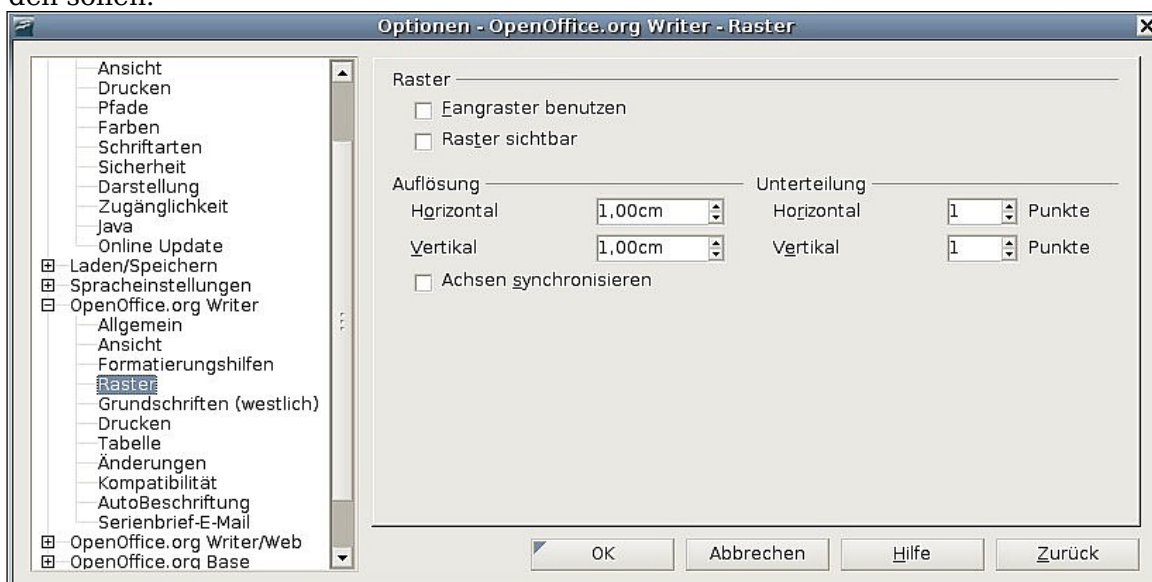 den sollen.
Optionen - OpenOffice.org Writer - Raster
Ansicht
Drucken
Pfade
Farben
Schriftarten
Sicherheit
Darstellung
Zugänglichkeit
Java
Online Update
Laden/Speichern
Spracheinstellungen
OpenOffice.org Writer
Allgemein
Ansicht
Formatierungshilfen
Raster
Grundschriften (westlich)
Drucken
Tabelle
Änderungen
Kompatibilität
AutoBeschriftung
Serienbrief-E-Mail
OpenOffice.org Writer/Web
OpenOffice.org Base
Raster
Fangraster benutzen
Raster sichtbar
Auflösung Unterteilung
Horizontal 1,00cm Horizontal 1 Punkte
Vertikal 1,00cm Vertikal 1 Punkte
Achsen synchronisieren
OK Abbrechen Hilfe Zurück